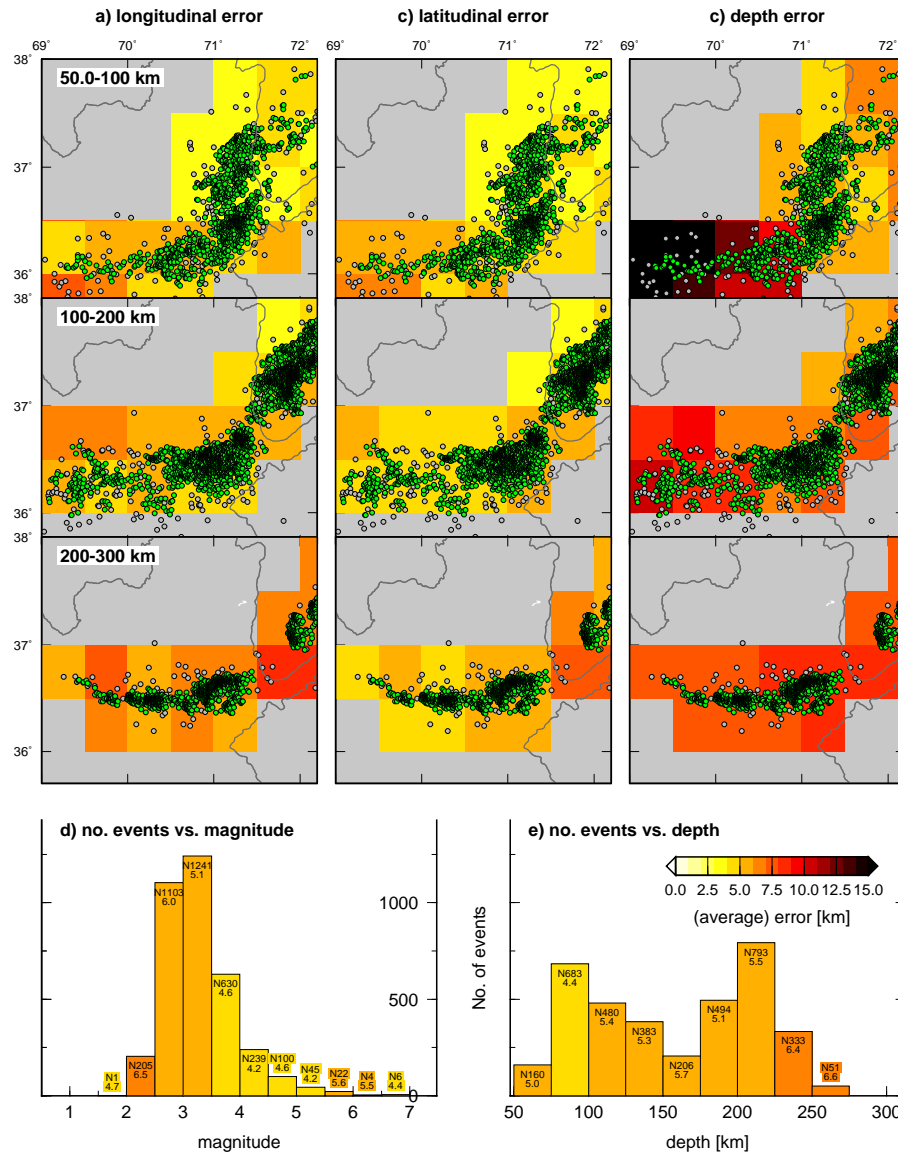 a) longitudinal error
c) latitudinal error
c) depth error
69° 70° 71° 72°
69° 70° 71° 72°
69° 70° 71° 72°
38°
50.0-100 km
37°
36°
38°
100-200 km
37°
36°
38°
200-300 km
37°
36°
d) no. events vs. magnitude
N1
4.7
N205
6.5
N1103
6.0
N1241
5.1
N630
4.6
N239
4.2
N100
4.6
N45
4.2
N22
5.6
N4
5.5
N6
4.4
1000
500
0
1 2 3 4 5 6 7
magnitude
No. of events
e) no. events vs. depth
0.0 2.5 5.0 7.5 10.0 12.5 15.0
(average) error [km]
N160
5.0
N683
4.4
N480
5.4
N383
5.3
N206
5.7
N494
5.1
N793
5.5
N333
6.4
N51
6.6
50 100 150 200 250 300
depth [km]